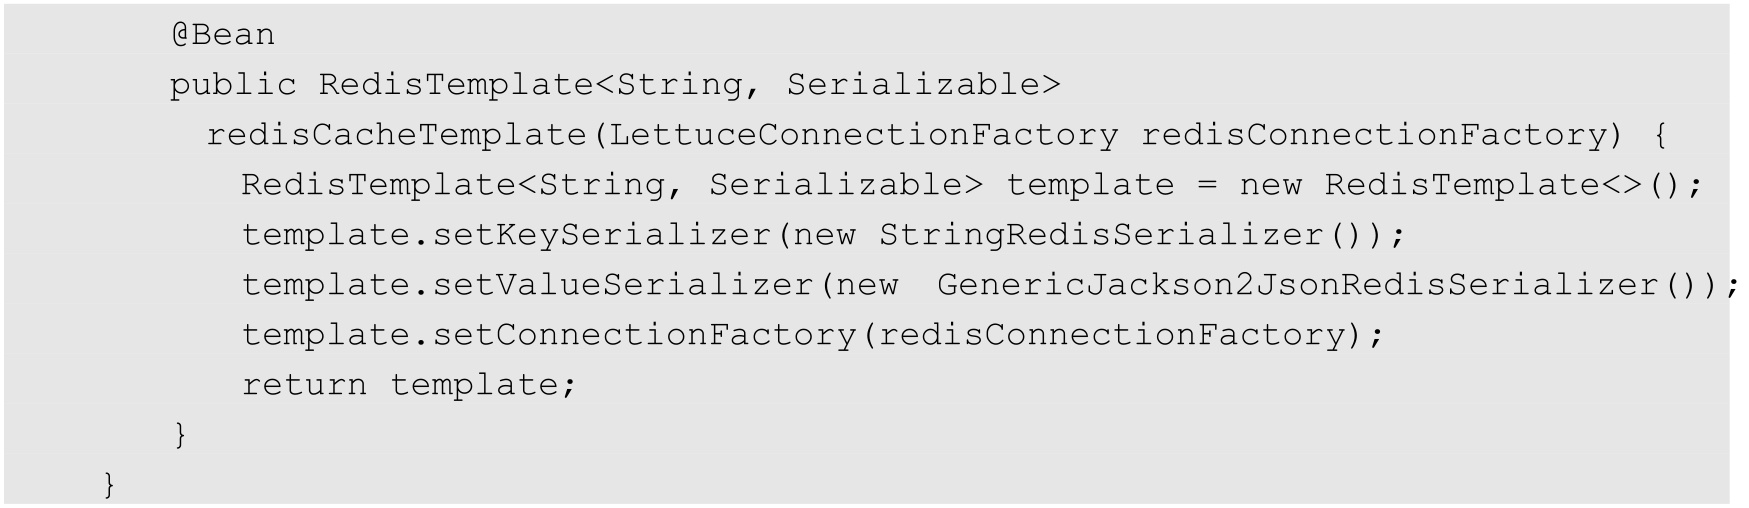 @Bean
public RedisTemplate<String, Serializable>
redisCacheTemplate(LettuceConnectionFactory redisConnectionFactory) {
RedisTemplate<String, Serializable> template = new RedisTemplate<>();
template.setKeySerializer(new StringRedisSerializer());
template.setValueSerializer(new GenericJackson2JsonRedisSerializer());
template.setConnectionFactory(redisConnectionFactory);
return template;
}
}